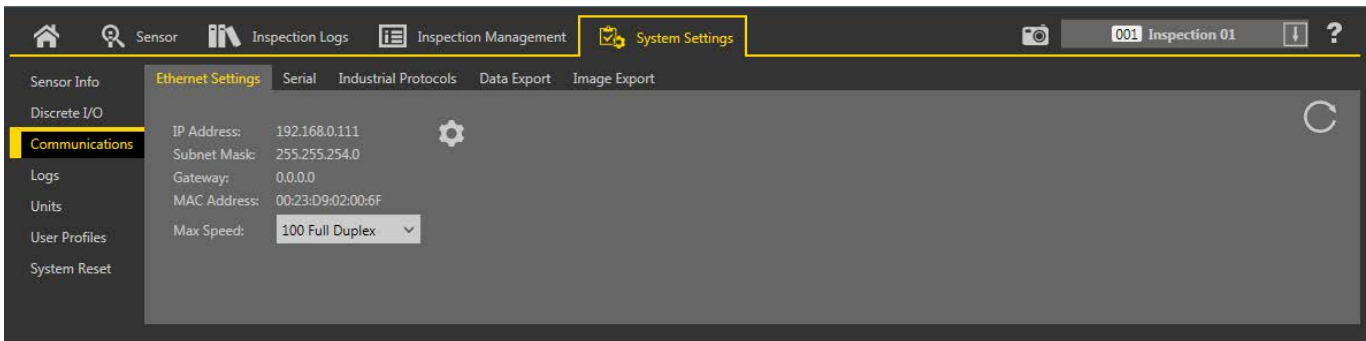 Sensor
Inspection Logs
Inspection Management
System Settings
001 Inspection 01
?
Sensor Info
Discrete I/O
Communications
Logs
Units
User Profiles
System Reset
Ethernet Settings Serial Industrial Protocols Data Export Image Export
IP Address: 192.168.0.111
Subnet Mask: 255.255.254.0
Gateway: 0.0.0.0
MAC Address: 00:23:D9:02:00:6F
Max Speed: 100 Full Duplex